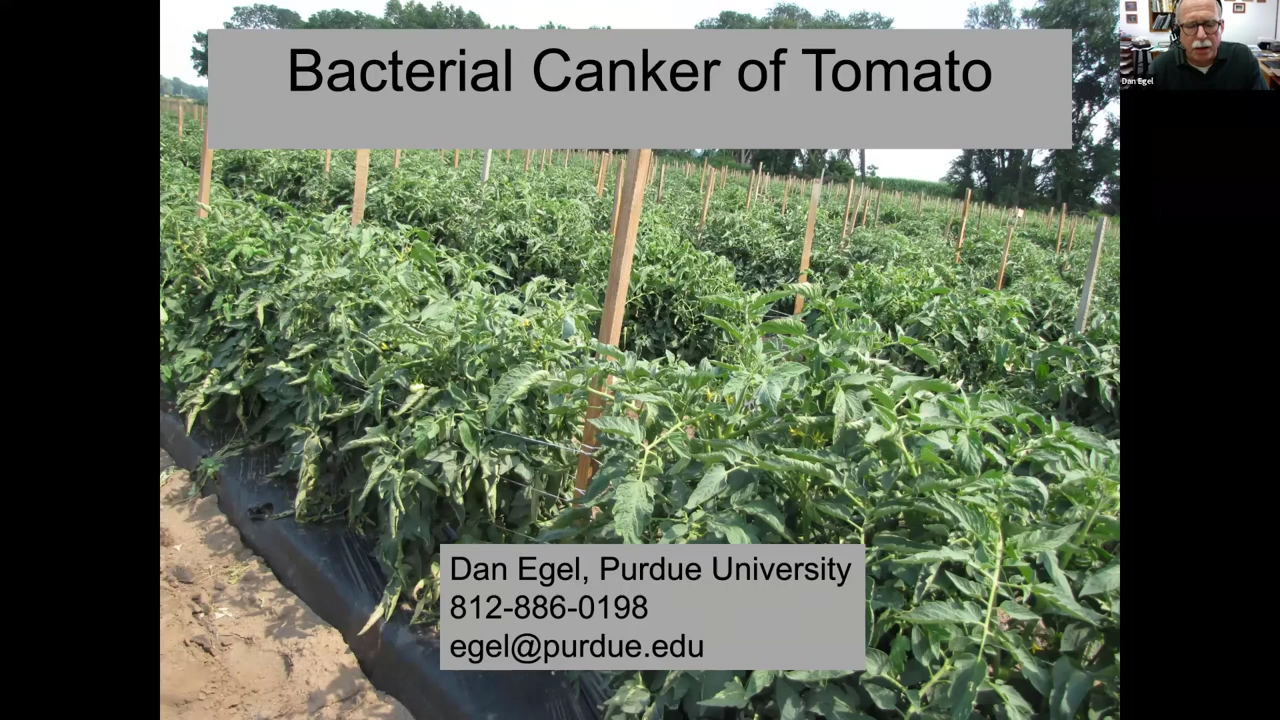 Bacterial Canker of Tomato
Dan Egel
Dan Egel, Purdue University
812-886-0198
egel@purdue.edu